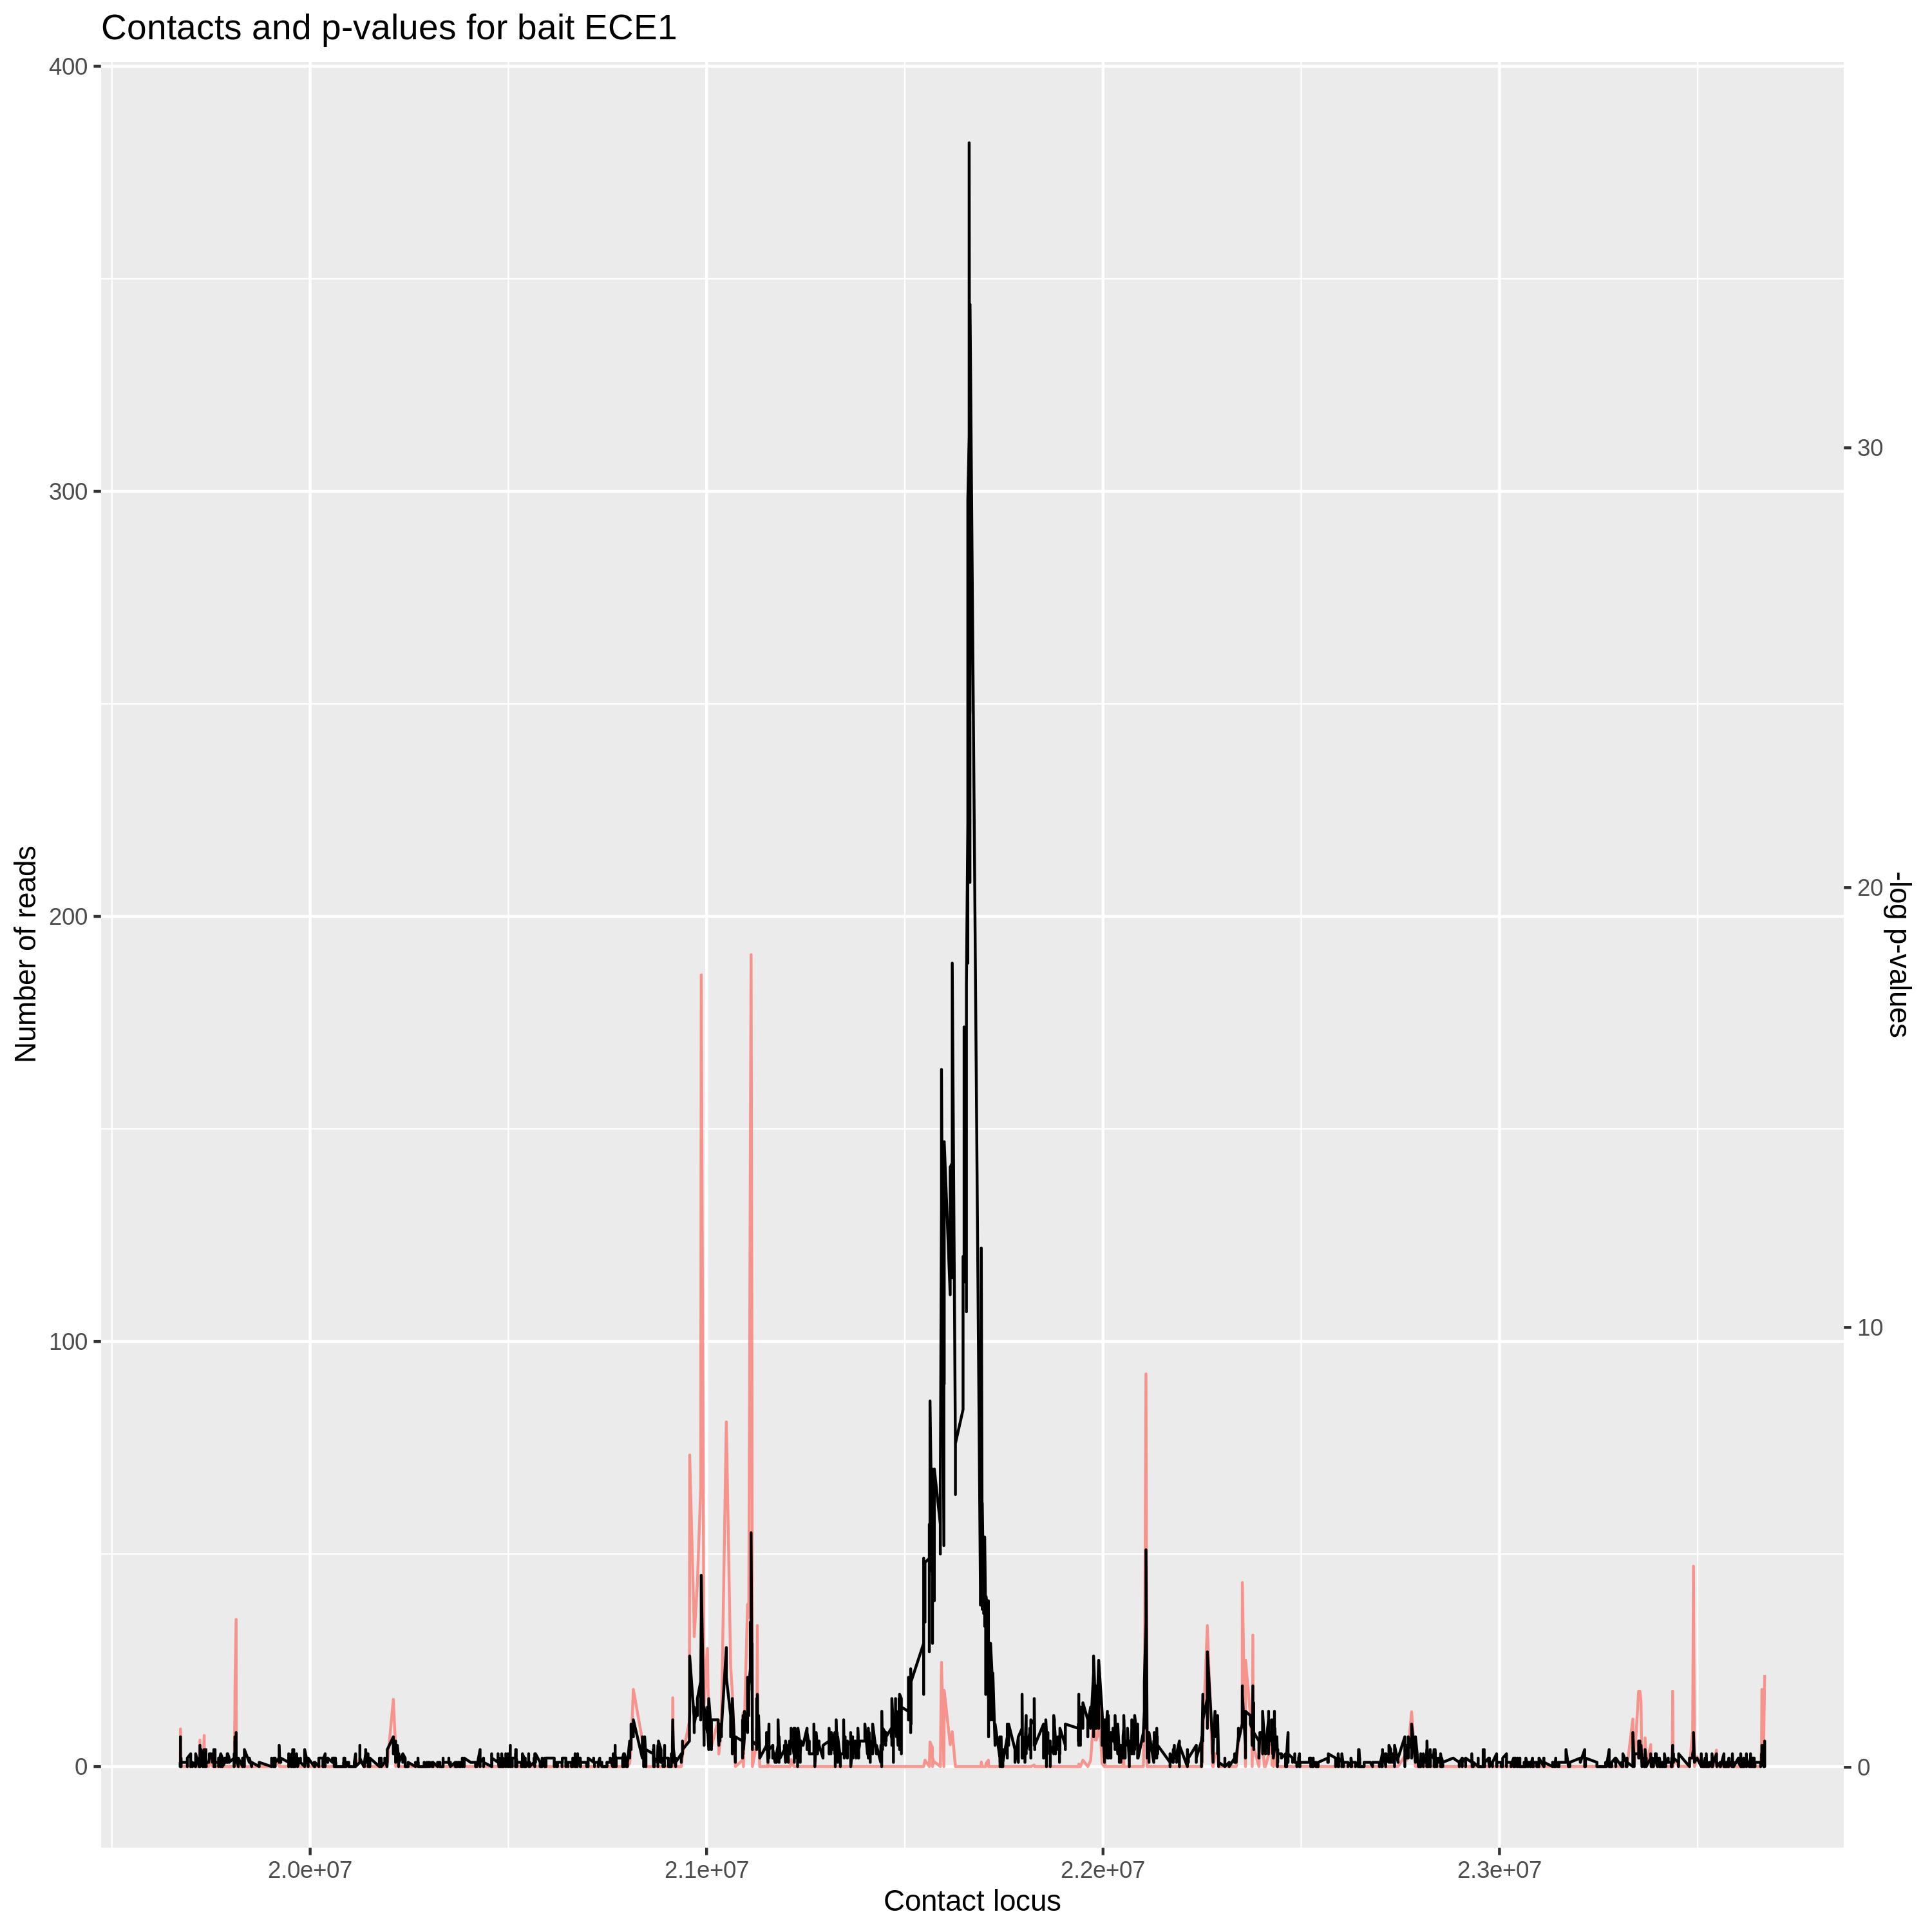 Contacts and p-values for bait ECE1
400
300
200
100
0
30
20
10
0
Number of reads
-log p-values
2.0e+07 2.1e+07 2.2e+07 2.3e+07
Contact locus